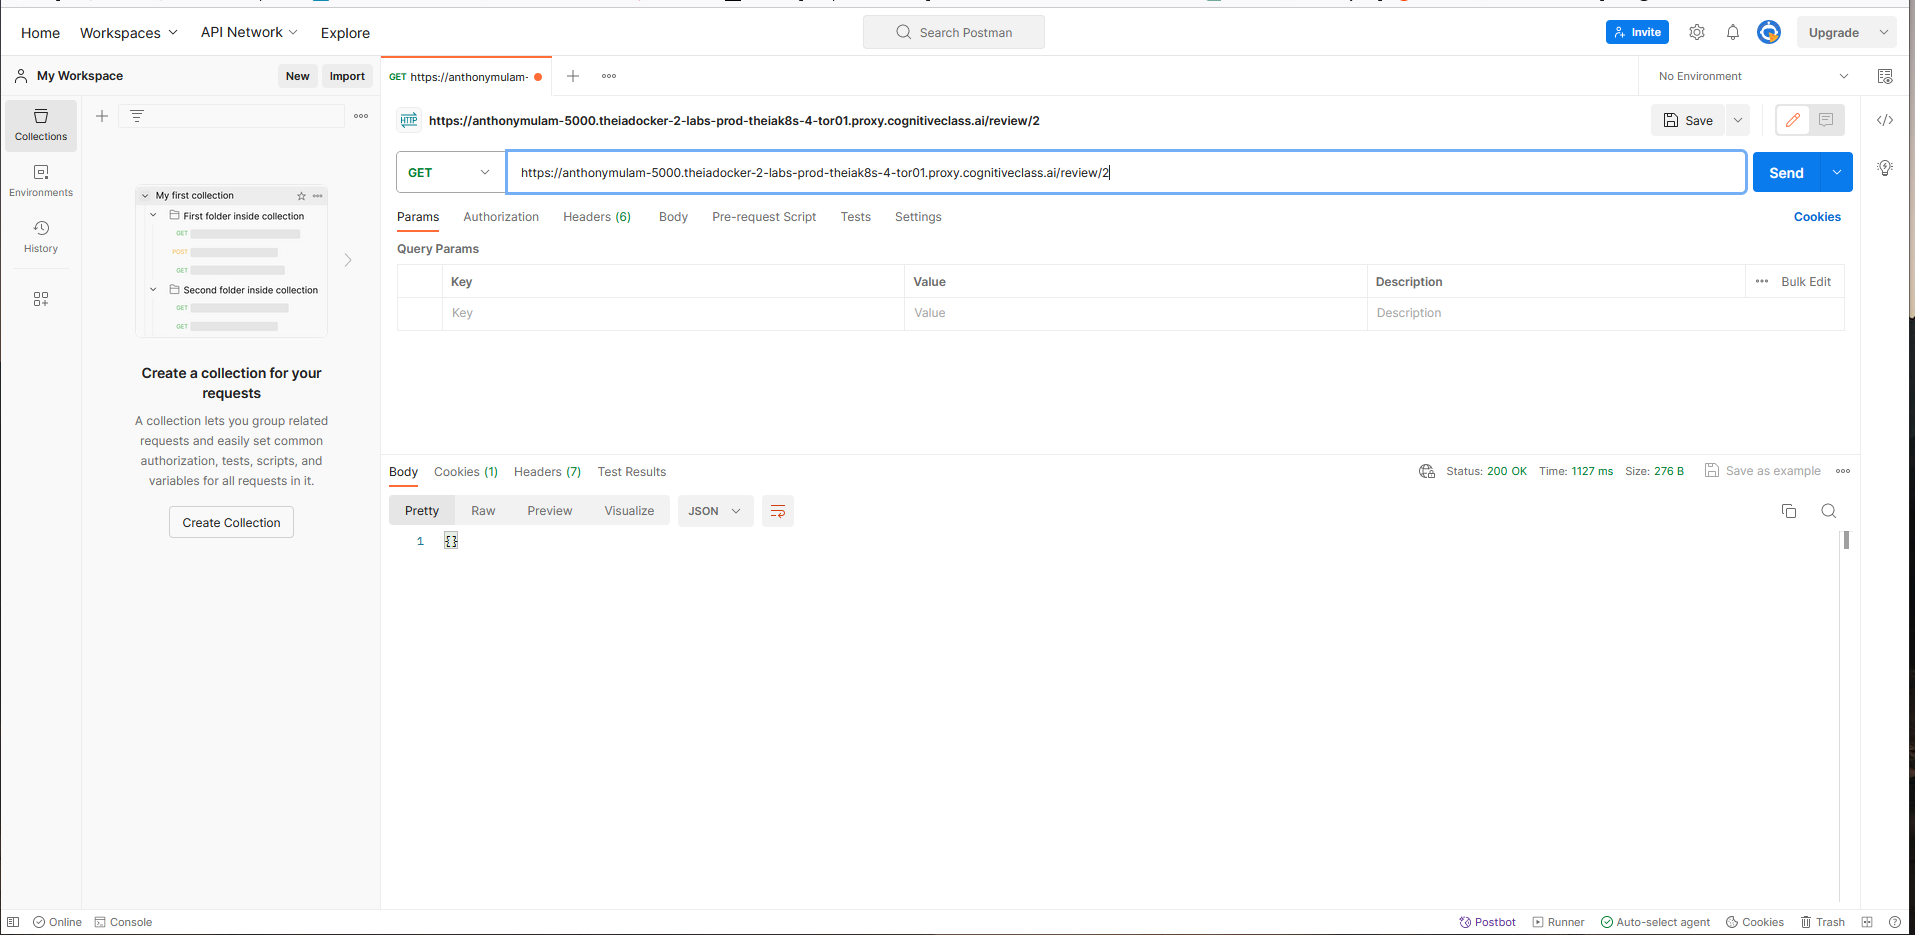 Home Workspaces API Network Explore Search Postman Invite Upgrade
My Workspace New Import GET https://anthonymulam- No Environment
Collections
Environments
History
My first collection
First folder inside collection
GET
POST
GET
Second folder inside collection
GET
GET
Create a collection for your
requests
A collection lets you group related
requests and easily set common
authorization, tests, scripts, and
variables for all requests in it.
Create Collection
HTTP https://anthonymulam-5000.theiadocker-2-labs-prod-theiak8s-4-tor01.proxy.cognitiveclass.ai/review/2 Save
GET https://anthonymulam-5000.theiadocker-2-labs-prod-theiak8s-4-tor01.proxy.cognitiveclass.ai/review/2 Send
Params Authorization Headers (6) Body Pre-request Script Tests Settings Cookies
Query Params
Key Value Description Bulk Edit
Key Value Description
Body Cookies (1) Headers (7) Test Results Status: 200 OK Time: 1127 ms Size: 276 B Save as example
Pretty Raw Preview Visualize JSON
1 {}
Online Console Postbot Runner Auto-select agent Cookies Trash